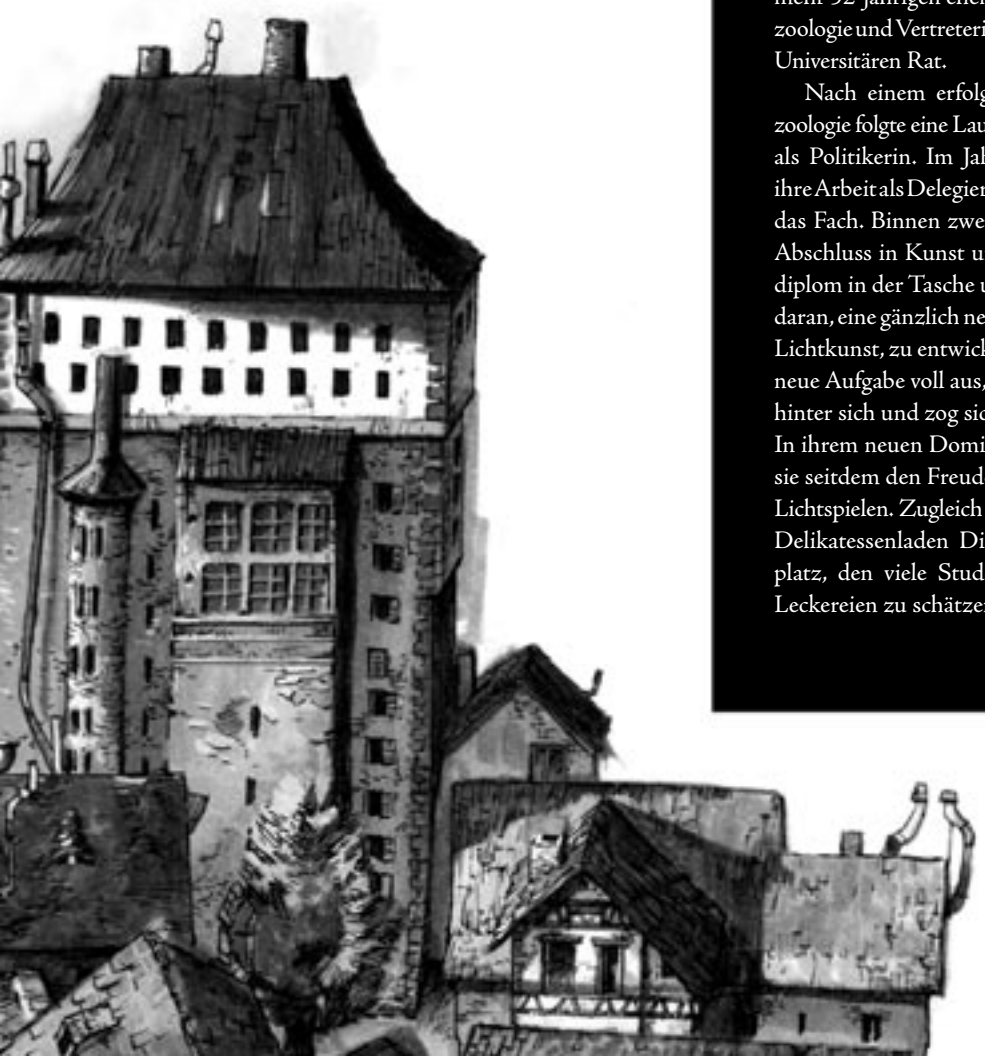 zoologie und Vertreteri
Universitären Rat.
Nach einem erfolg
zoologie folgte eine Lau
als Politikerin. Im Jah
ihre Arbeit als Delegier
das Fach. Binnen zwe
Abschluss in Kunst u
diplom in der Tasche u
daran, eine gänzlich ne
Lichtkunst, zu entwick
neue Aufgabe voll aus,
hinter sich und zog sic
In ihrem neuen Domi
sie seitdem den Freud
Lichtspielen. Zugleich
Delikatessenladen Di
platz, den viele Stud
Leckereien zu schätze